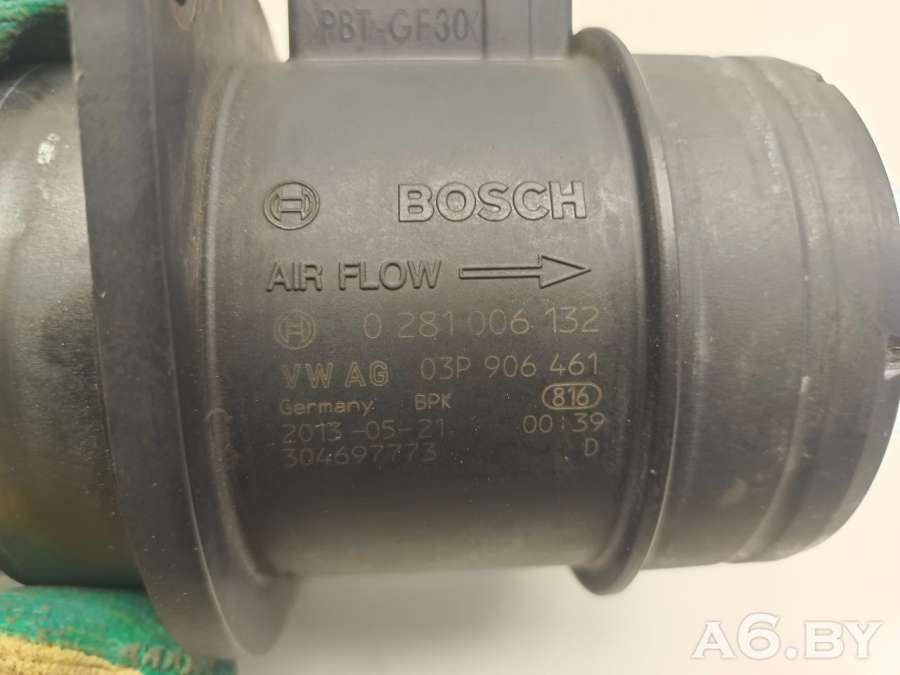 PBT-GF30
BOSCH
AIR FLOW
0 281 006 132
VW AG 03P 906 461
Germany BPK 816
2013-05-21 00:39
304697773 D
A6.BY